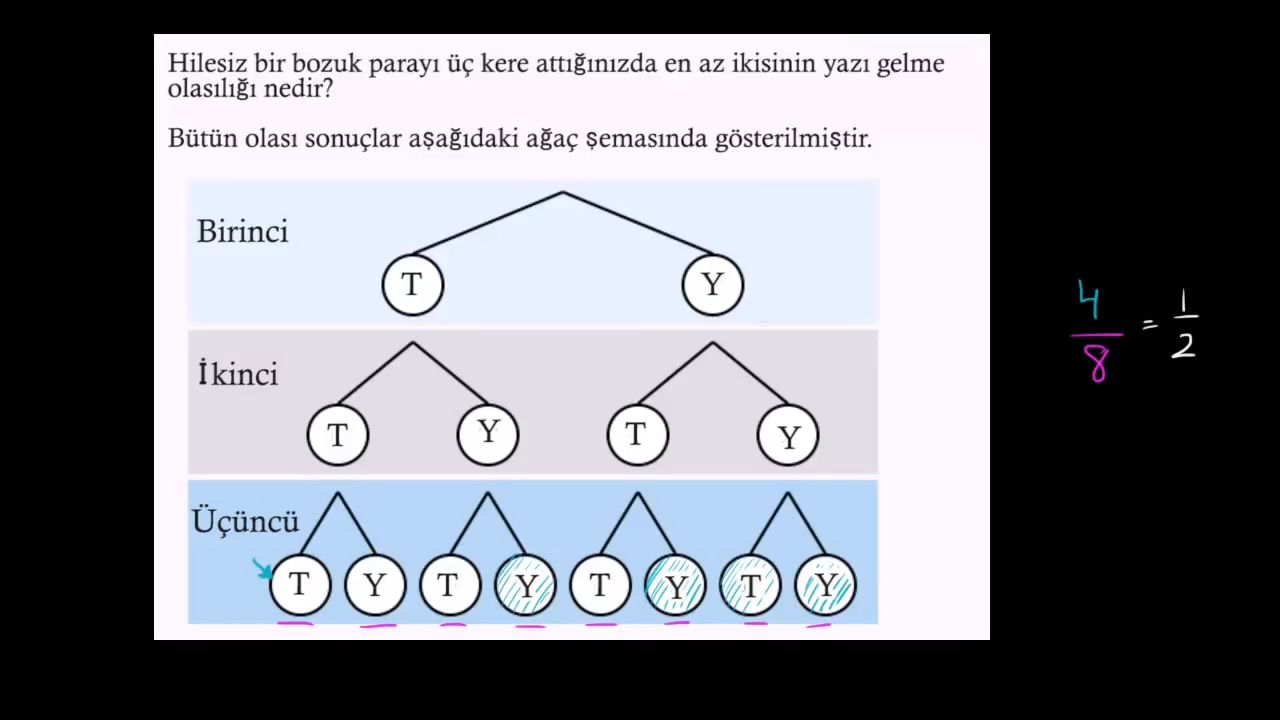 Hilesiz bir bozuk parayı üç kere attığınızda en az ikisinin yazı gelme
olasılığı nedir?
Bütün olası sonuçlar aşağıdaki ağaç şemasında gösterilmiştir.
Birinci
T Y
İkinci
T Y T Y
Üçüncü
T Y T Y T Y T Y
4/8 = 1/2